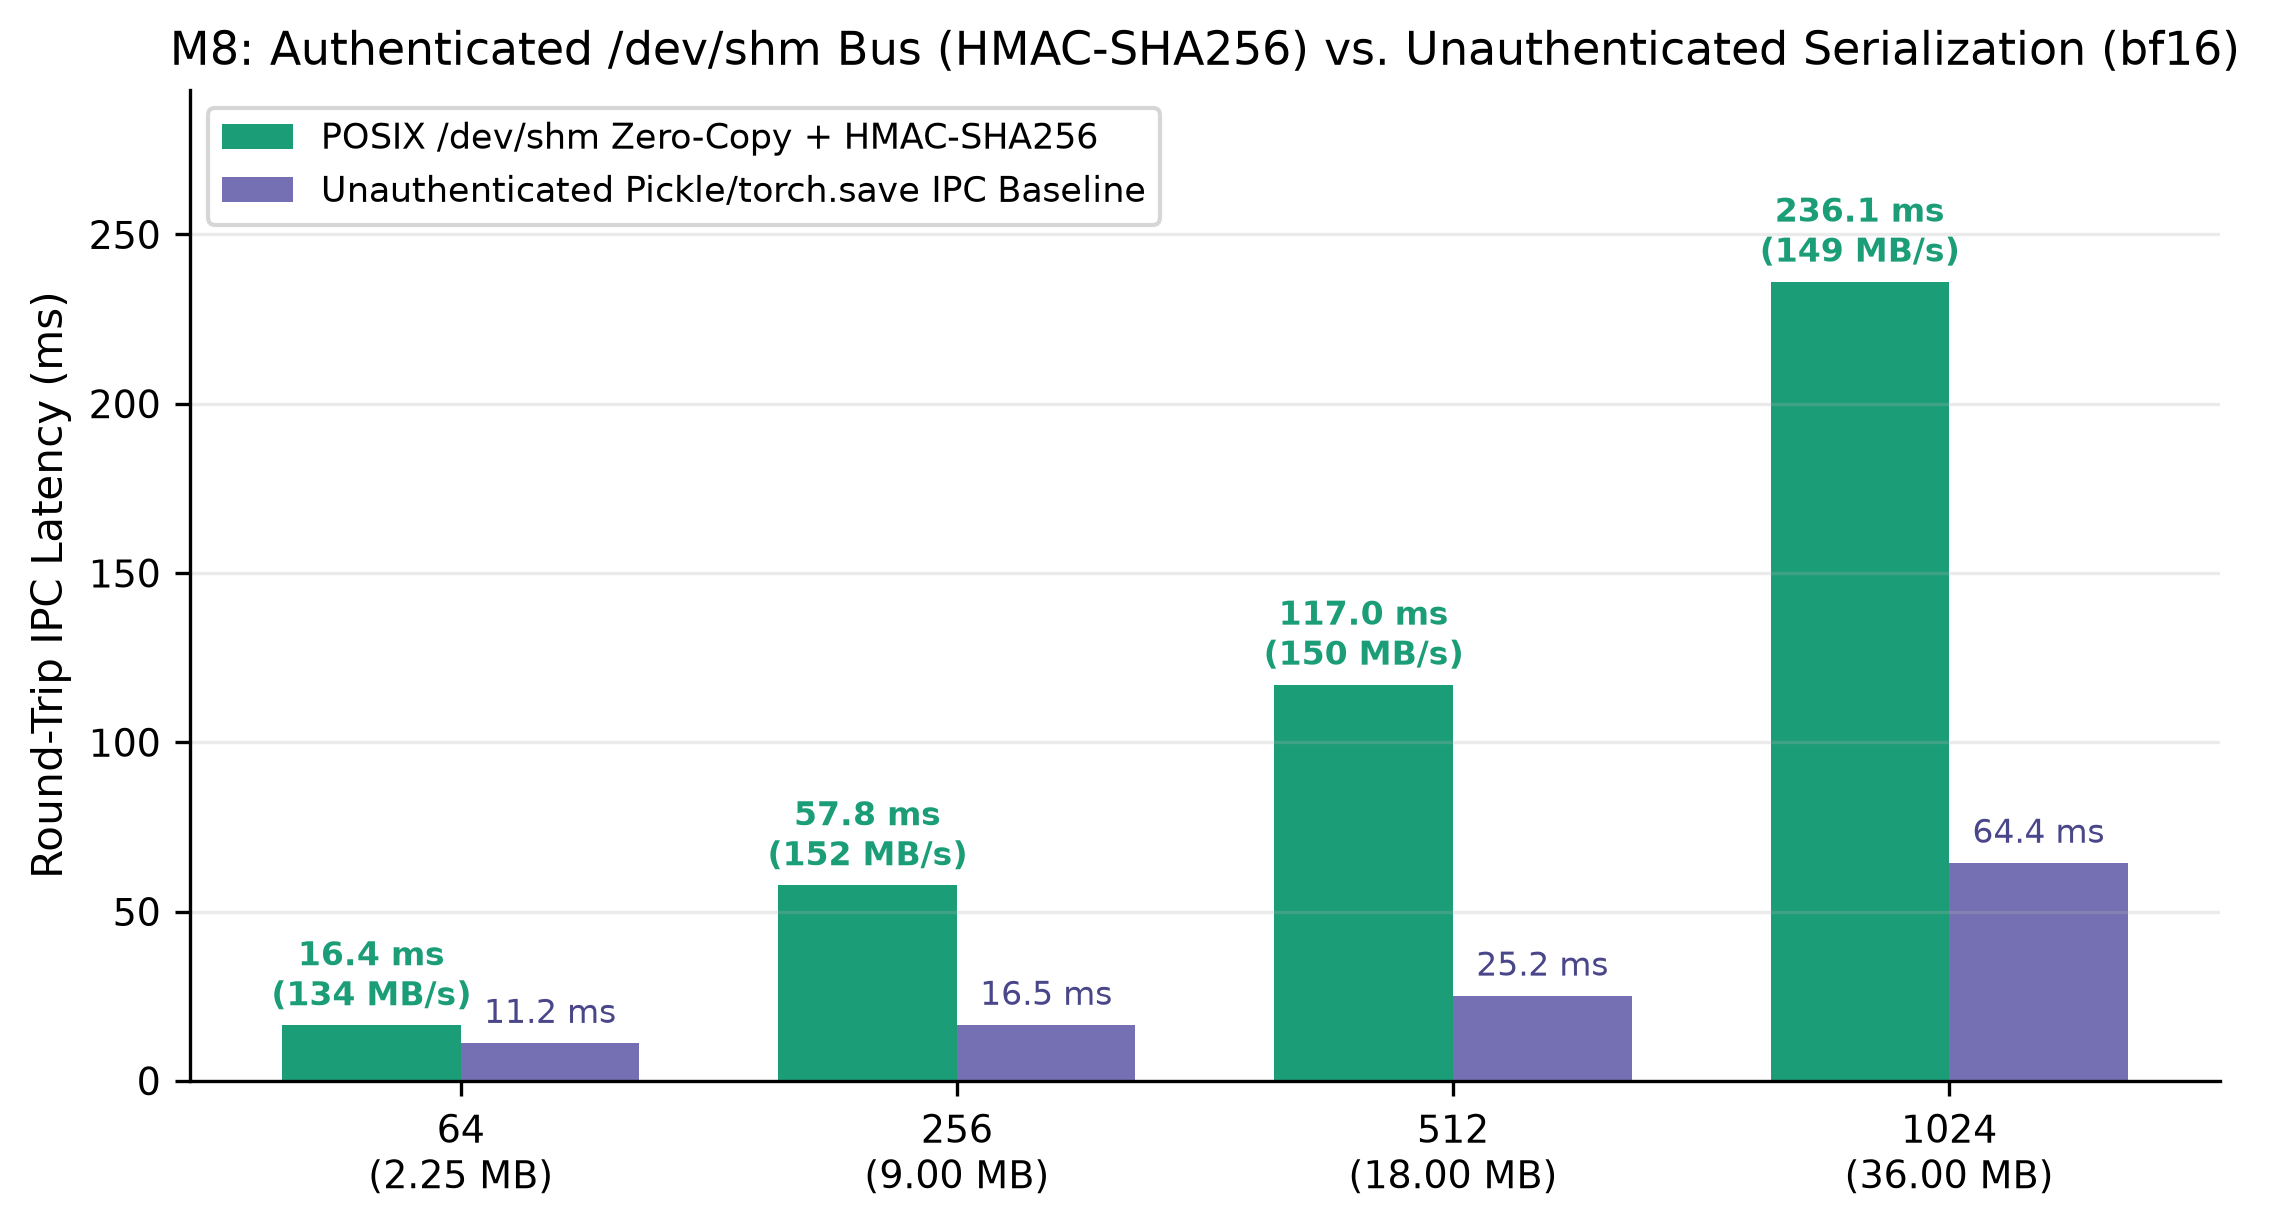 M8: Authenticated /dev/shm Bus (HMAC-SHA256) vs. Unauthenticated Serialization (bf16)
POSIX /dev/shm Zero-Copy + HMAC-SHA256
Unauthenticated Pickle/torch.save IPC Baseline
Round-Trip IPC Latency (ms)
250
200
150
100
50
0
16.4 ms
(134 MB/s)
11.2 ms
57.8 ms
(152 MB/s)
16.5 ms
117.0 ms
(150 MB/s)
25.2 ms
236.1 ms
(149 MB/s)
64.4 ms
64
(2.25 MB)
256
(9.00 MB)
512
(18.00 MB)
1024
(36.00 MB)